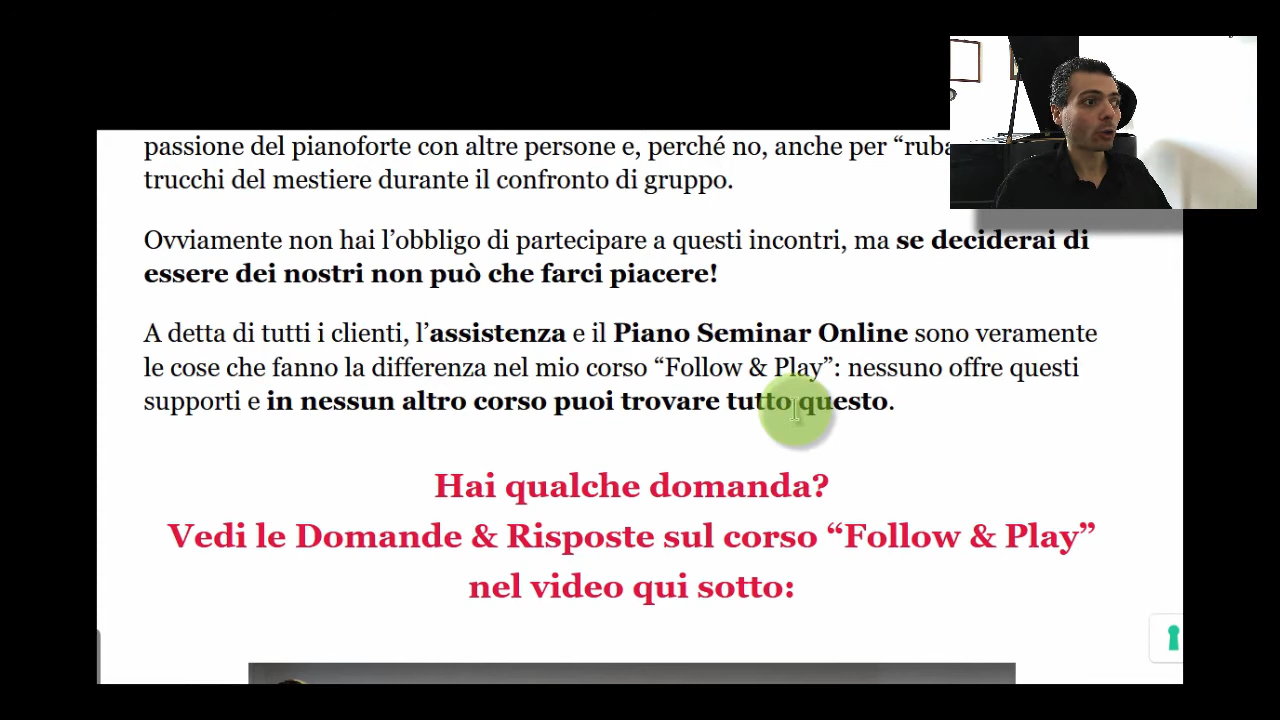 passione del pianoforte con altre persone e, perché no, anche per “ruba
trucchi del mestiere durante il confronto di gruppo.
Ovviamente non hai l’obbligo di partecipare a questi incontri, ma se deciderai di
essere dei nostri non può che farci piacere!
A detta di tutti i clienti, l’assistenza e il Piano Seminar Online sono veramente
le cose che fanno la differenza nel mio corso “Follow & Play”: nessuno offre questi
supporti e in nessun altro corso puoi trovare tutto questo.
Hai qualche domanda?
Vedi le Domande & Risposte sul corso “Follow & Play”
nel video qui sotto: